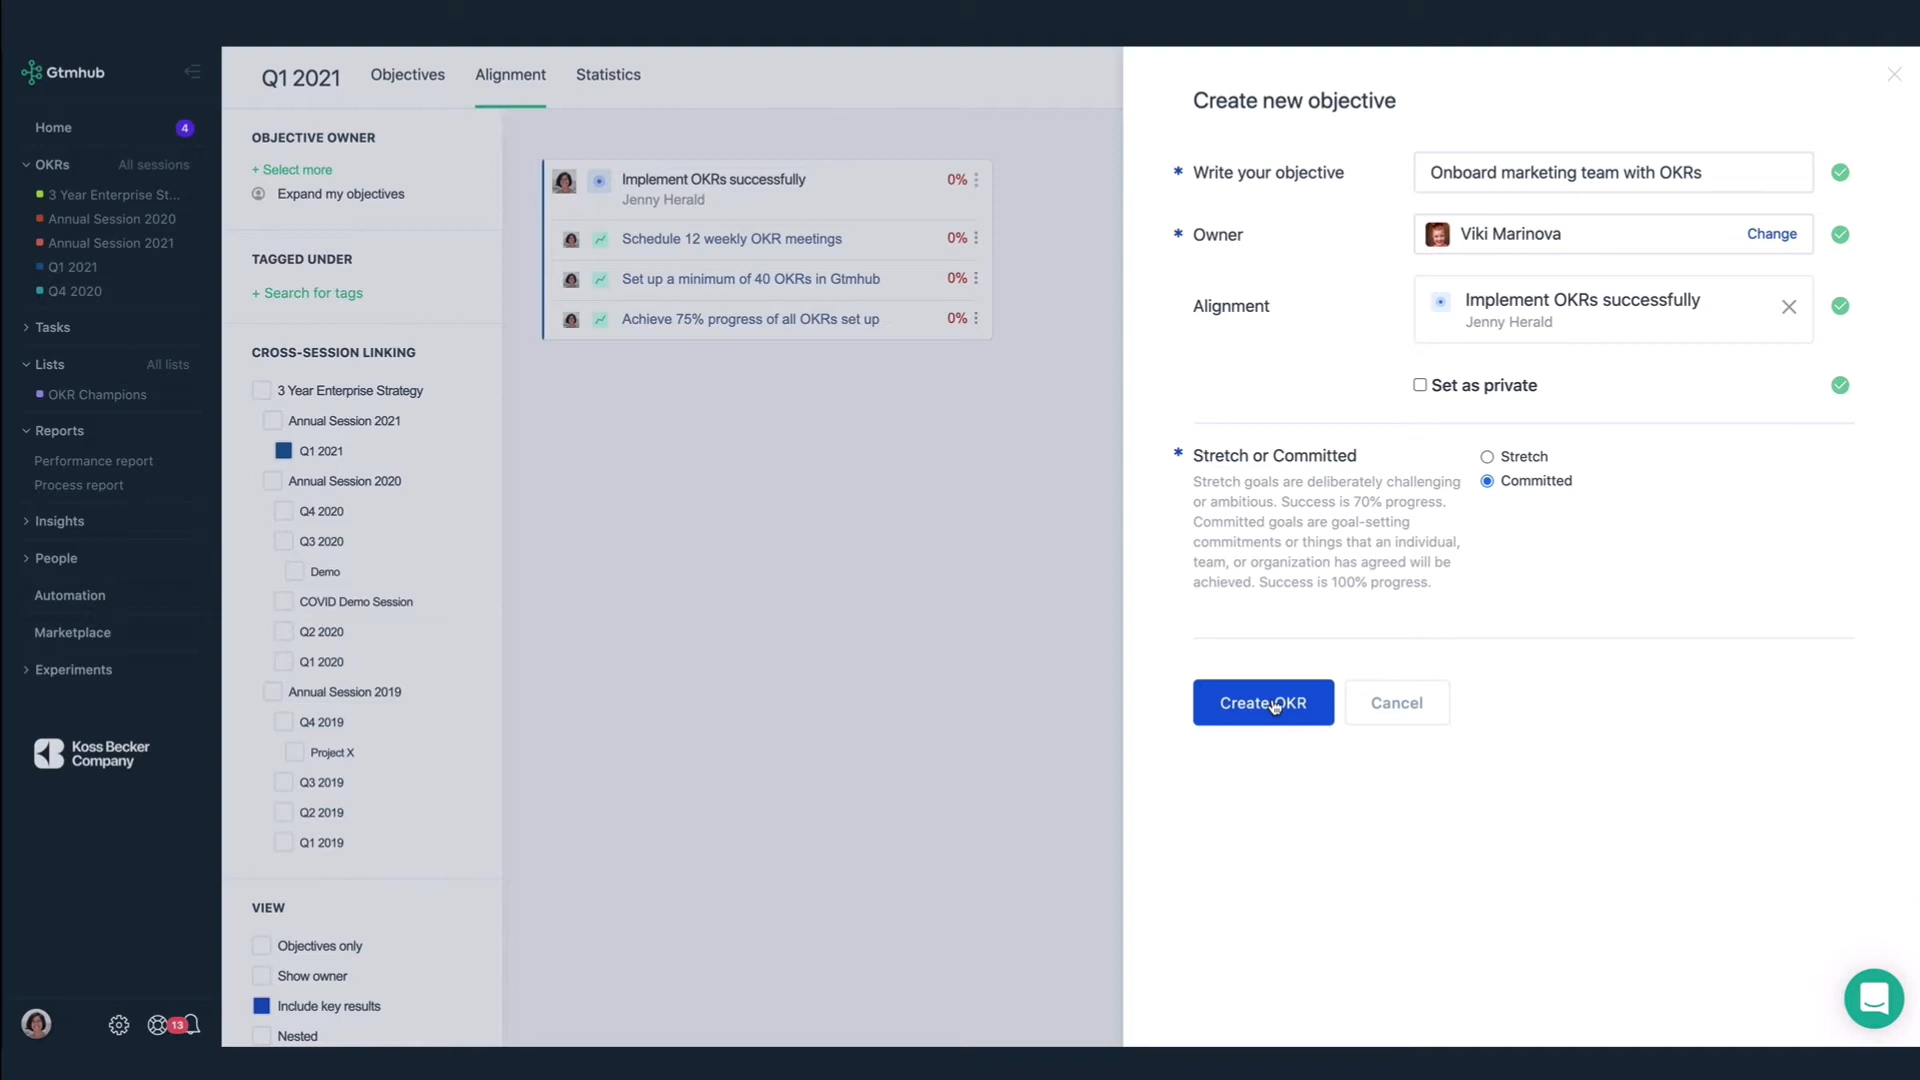 Gtmhub
Home
4
OKRs
All sessions
3 Year Enterprise St...
Annual Session 2020
Annual Session 2021
Q1 2021
Q4 2020
Tasks
Lists
All lists
OKR Champions
Reports
Performance report
Process report
Insights
People
Automation
Marketplace
Experiments
Koss Becker
Company
13
Q1 2021
Objectives
Alignment
Statistics
OBJECTIVE OWNER
+ Select more
Expand my objectives
TAGGED UNDER
+ Search for tags
CROSS-SESSION LINKING
3 Year Enterprise Strategy
Annual Session 2021
Q1 2021
Annual Session 2020
Q4 2020
Q3 2020
Demo
COVID Demo Session
Q2 2020
Q1 2020
Annual Session 2019
Q4 2019
Project X
Q3 2019
Q2 2019
Q1 2019
VIEW
Objectives only
Show owner
Include key results
Nested
Implement OKRs successfully 0%
Jenny Herald
Schedule 12 weekly OKR meetings 0%
Set up a minimum of 40 OKRs in Gtmhub 0%
Achieve 75% progress of all OKRs set up 0%
Create new objective
* Write your objective
Onboard marketing team with OKRs
* Owner
Viki Marinova
Change
Alignment
Implement OKRs successfully
Jenny Herald
Set as private
* Stretch or Committed
Stretch goals are deliberately challenging
or ambitious. Success is 70% progress.
Committed goals are goal-setting
commitments or things that an individual,
team, or organization has agreed will be
achieved. Success is 100% progress.
Stretch
Committed
Create OKR
Cancel